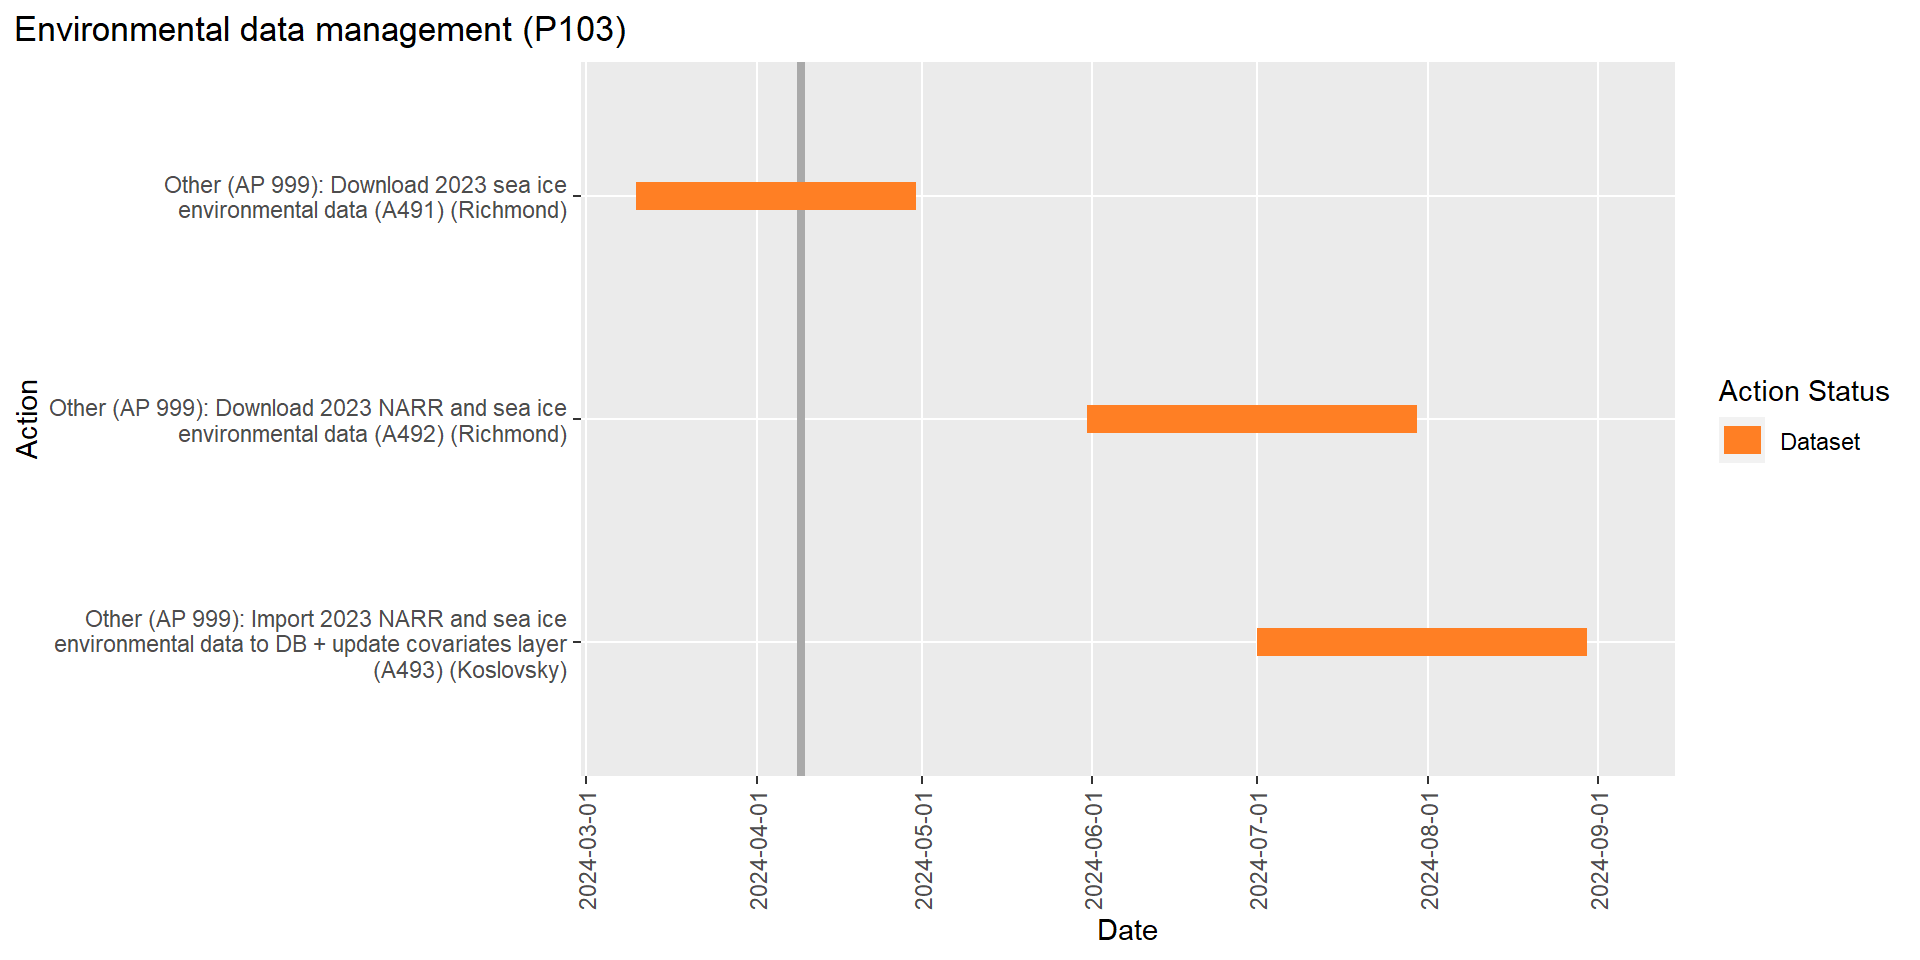 Environmental data management (P103)
Action
Other (AP 999): Download 2023 sea ice
environmental data (A491) (Richmond)
Other (AP 999): Download 2023 NARR and sea ice
environmental data (A492) (Richmond)
Other (AP 999): Import 2023 NARR and sea ice
environmental data to DB + update covariates layer
(A493) (Koslovsky)
2024-03-01
2024-04-01
2024-05-01
2024-06-01
2024-07-01
2024-08-01
2024-09-01
Date
Action Status
Dataset